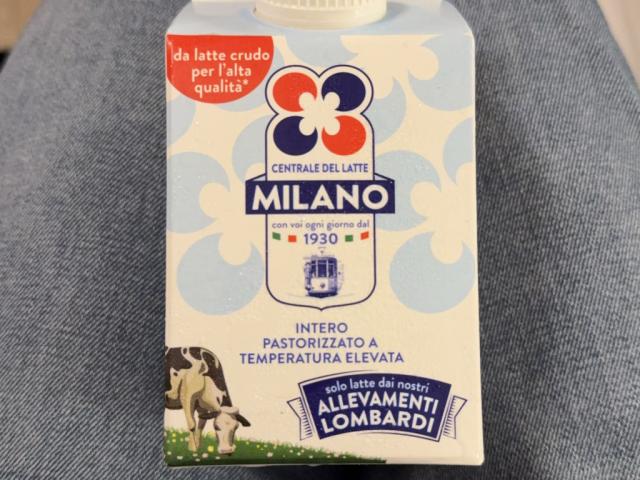 da latte crudo
per l'alta
qualità*
CENTRALE DEL LATTE
MILANO
con voi ogni giorno dal
1930
INTERO
PASTORIZZATO A
TEMPERATURA ELEVATA
solo latte dai nostri
ALLEVAMENTI
LOMBARDI